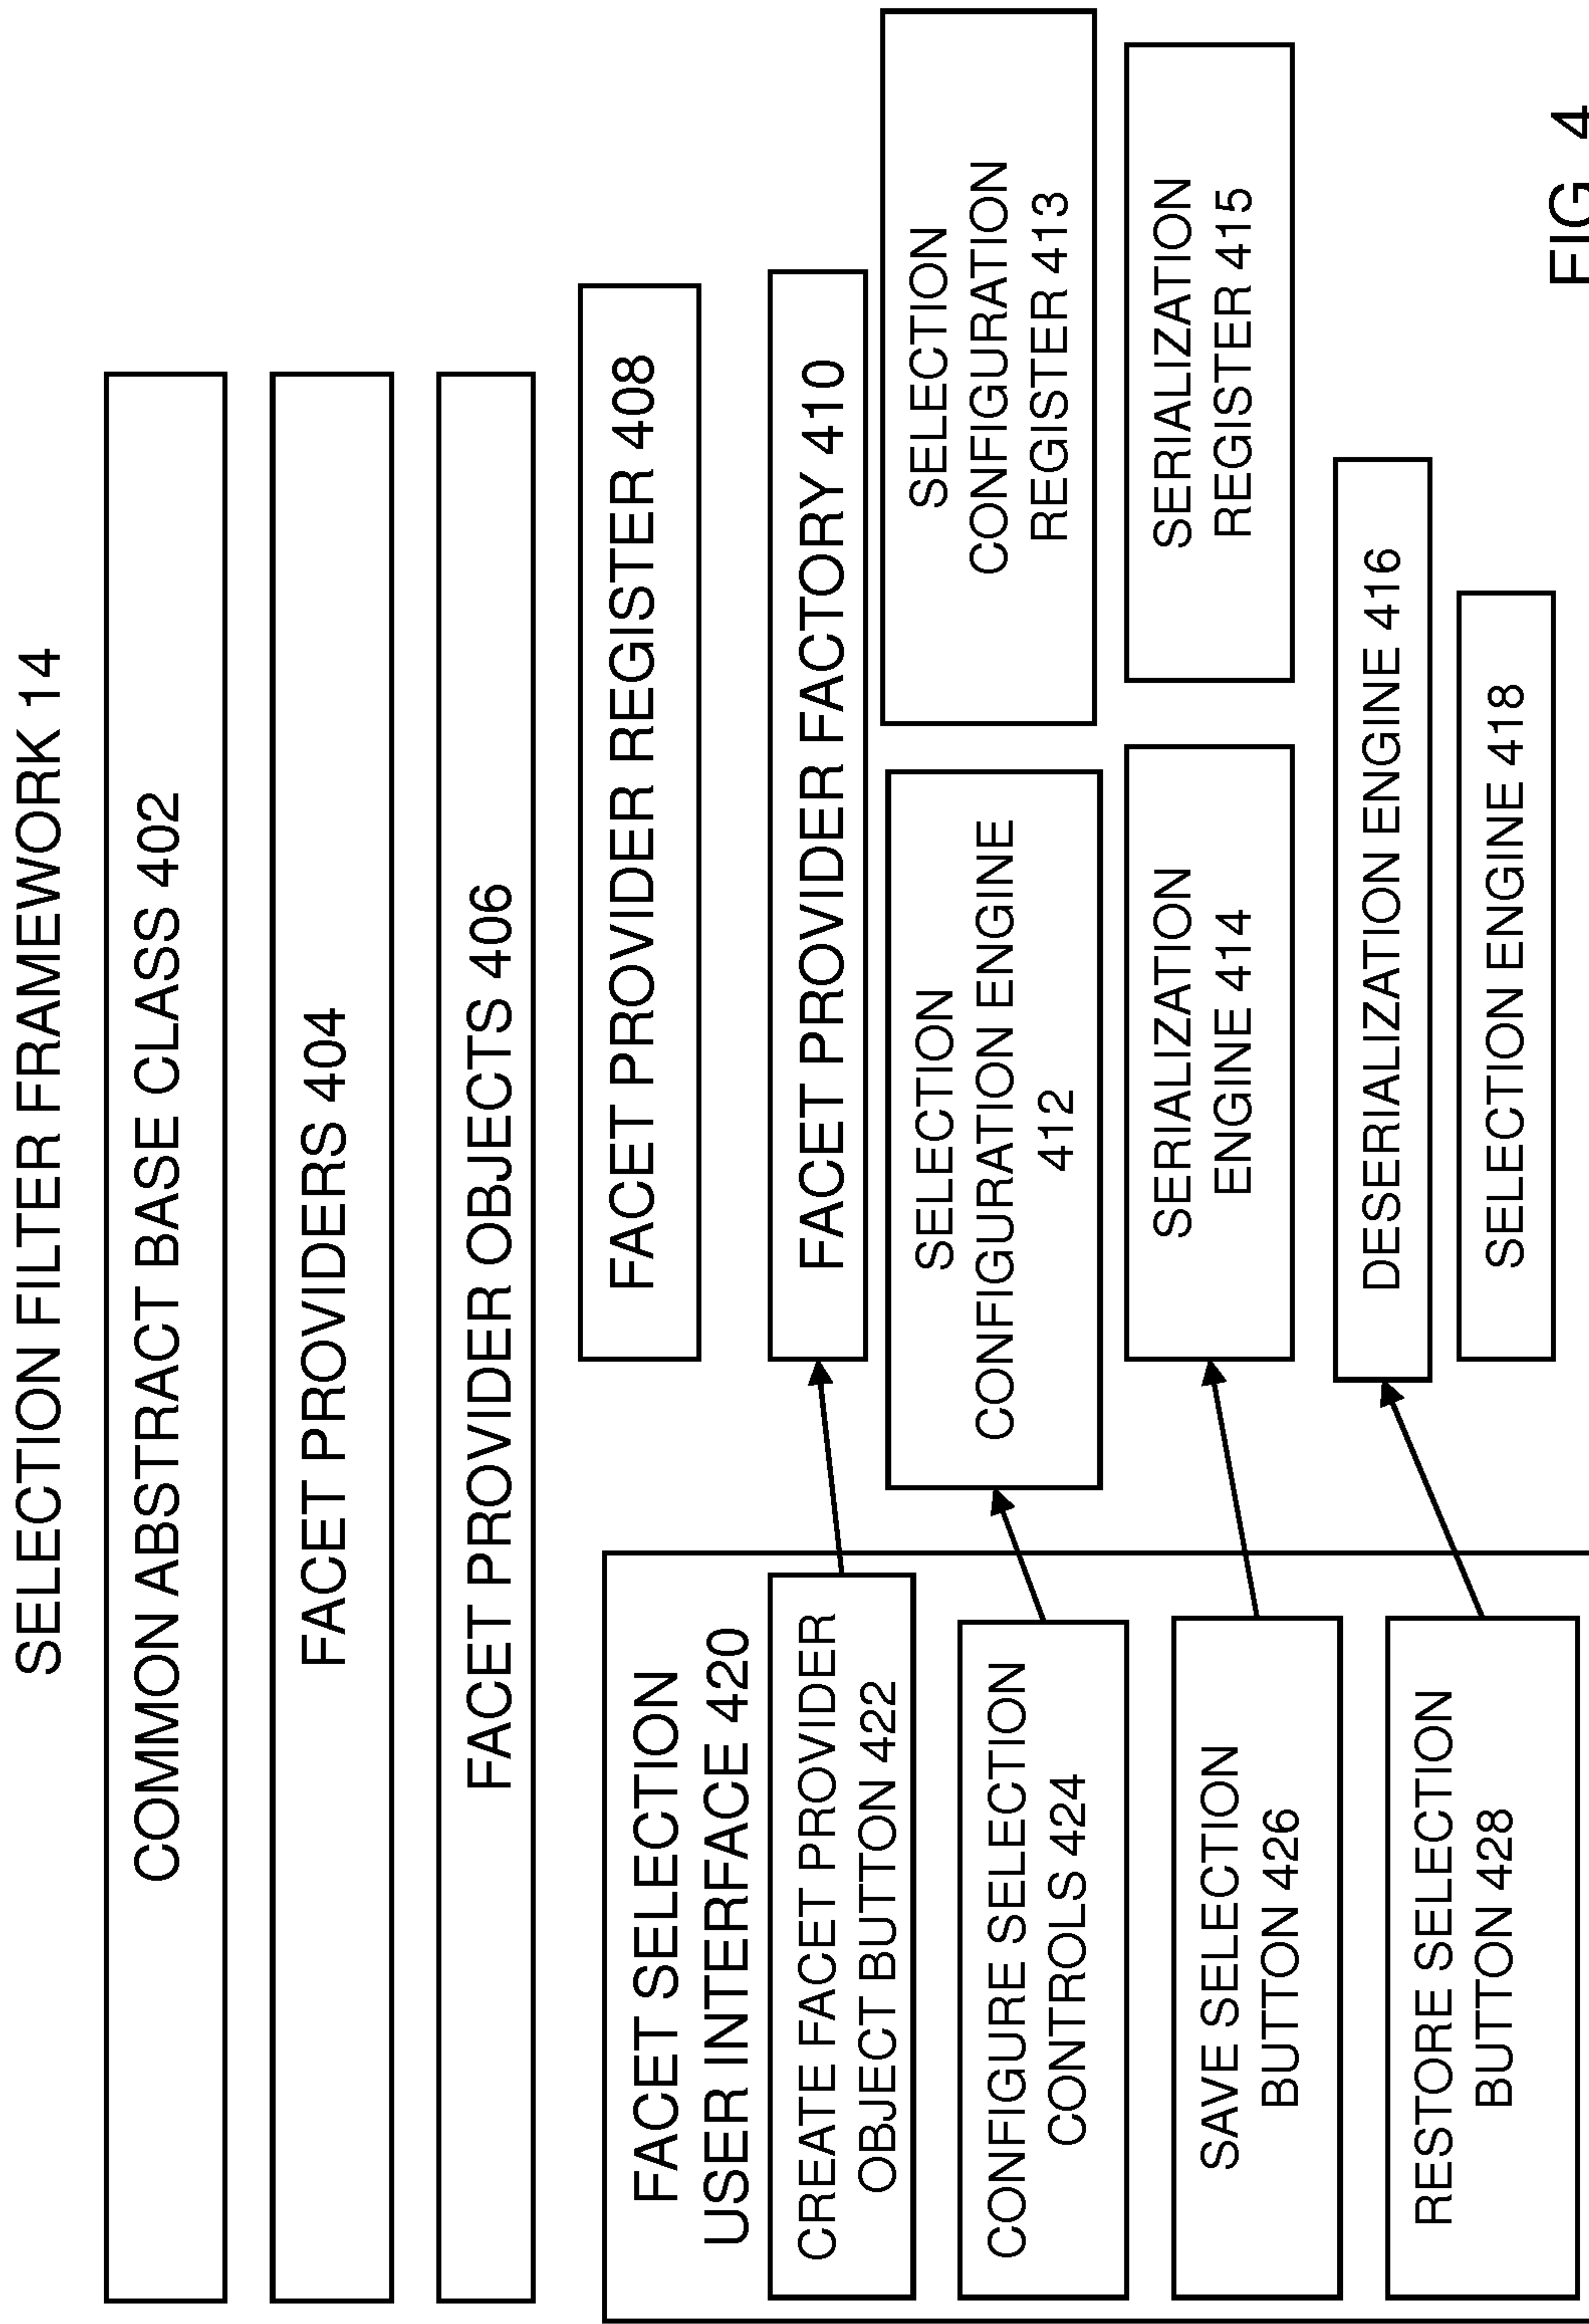 SELECTION FILTER FRAMEWORK 14
COMMON ABSTRACT BASE CLASS 402
FACET PROVIDERS 404
FACET PROVIDER OBJECTS 406
FACET PROVIDER REGISTER 408
FACET SELECTION
USER INTERFACE 420
FACET PROVIDER FACTORY 410
CREATE FACET PROVIDER
OBJECT BUTTON 422
SELECTION
CONFIGURATION ENGINE
412
SELECTION
CONFIGURATION
REGISTER 413
CONFIGURE SELECTION
CONTROLS 424
SERIALIZATION
ENGINE 414
SERIALIZATION
REGISTER 415
SAVE SELECTION
BUTTON 426
DESERIALIZATION ENGINE 416
RESTORE SELECTION
BUTTON 428
SELECTION ENGINE 418
FIG. 4